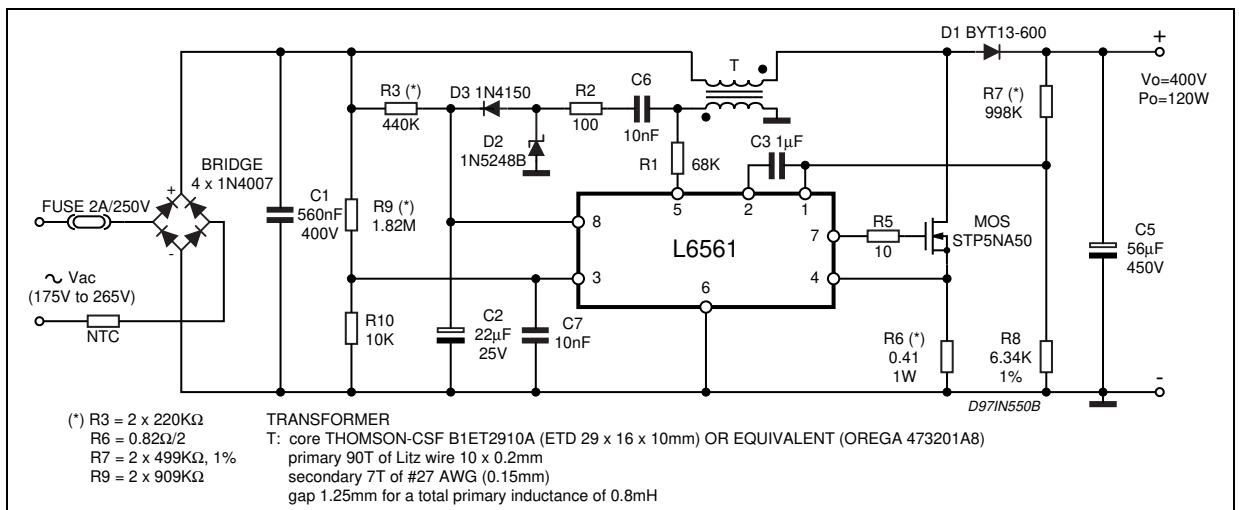 D1 BYT13-600
+
T
Vo=400V
Po=120W
R3 (*)
440K
D3 1N4150
R2
100
C6
10nF
R7 (*)
998K
D2
1N5248B
R1
68K
C3 1µF
BRIDGE
4 x 1N4007
+
-
FUSE 2A/250V
C1
560nF
400V
R9 (*)
1.82M
5
2
1
8
3
L6561
7
4
6
R5
10
MOS
STP5NA50
C5
56µF
450V
~ Vac
(175V to 265V)
NTC
R10
10K
C2
22µF
25V
C7
10nF
R6 (*)
0.41
1W
R8
6.34K
1%
-
D97IN550B
(*) R3 = 2 x 220KΩ
R6 = 0.82Ω/2
R7 = 2 x 499KΩ, 1%
R9 = 2 x 909KΩ
TRANSFORMER
T: core THOMSON-CSF B1ET2910A (ETD 29 x 16 x 10mm) OR EQUIVALENT (OREGA 473201A8)
primary 90T of Litz wire 10 x 0.2mm
secondary 7T of #27 AWG (0.15mm)
gap 1.25mm for a total primary inductance of 0.8mH